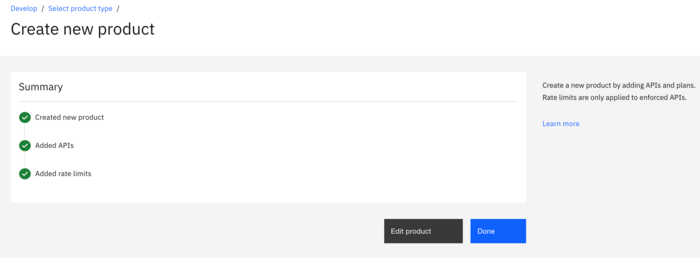 Develop / Select product type /
Create new product
Summary
Created new product
Added APIs
Added rate limits
Create a new product by adding APIs and plans.
Rate limits are only applied to enforced APIs.
Learn more
Edit product
Done